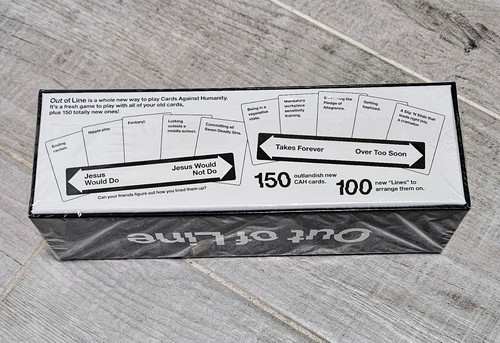 Out of Line is a whole new way to play Cards Against Humanity.
It's a fresh game to play with all of your old cards,
plus 150 totally new ones!
Ending
racism.
Nipple play.
Fentanyl.
Lurking
outside a
middle school.
Committing all
Seven Deadly Sins.
Jesus
Would Do
Jesus Would
Not Do
Can your friends figure out how you lined them up?
Being in a
vegetative
state.
Mandatory
workplace
sensitivity
training.
the
Pledge of
Allegiance.
Getting
baptized.
A Slip 'N Slide that
leads right into
a crematorium.
Takes Forever
Over Too Soon
150 outlandish new
CAH cards.
100 new "Lines" to
arrange them on.
Out of Line